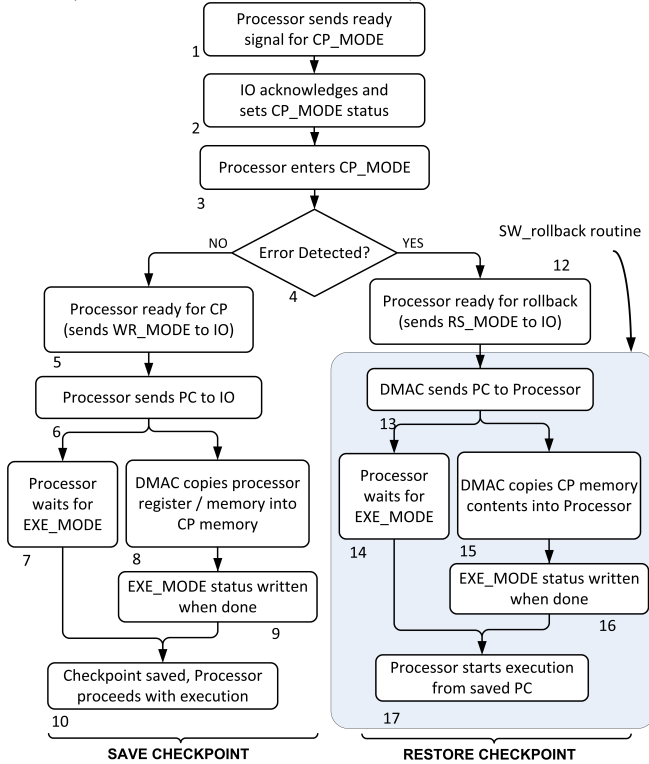 Processor sends ready
signal for CP_MODE
1
IO acknowledges and
sets CP_MODE status
2
Processor enters CP_MODE
3
Error Detected?
NO
YES
4
SW_rollback routine
12
Processor ready for CP
(sends WR_MODE to IO)
5
Processor sends PC to IO
6
Processor
waits for
EXE_MODE
7
DMAC copies processor
register / memory into
CP memory
8
EXE_MODE status written
when done
9
Checkpoint saved, Processor
proceeds with execution
10
SAVE CHECKPOINT
Processor ready for rollback
(sends RS_MODE to IO)
DMAC sends PC to Processor
13
Processor
waits for
EXE_MODE
14
DMAC copies CP memory
contents into Processor
15
EXE_MODE status written
when done
16
Processor starts execution
from saved PC
17
RESTORE CHECKPOINT